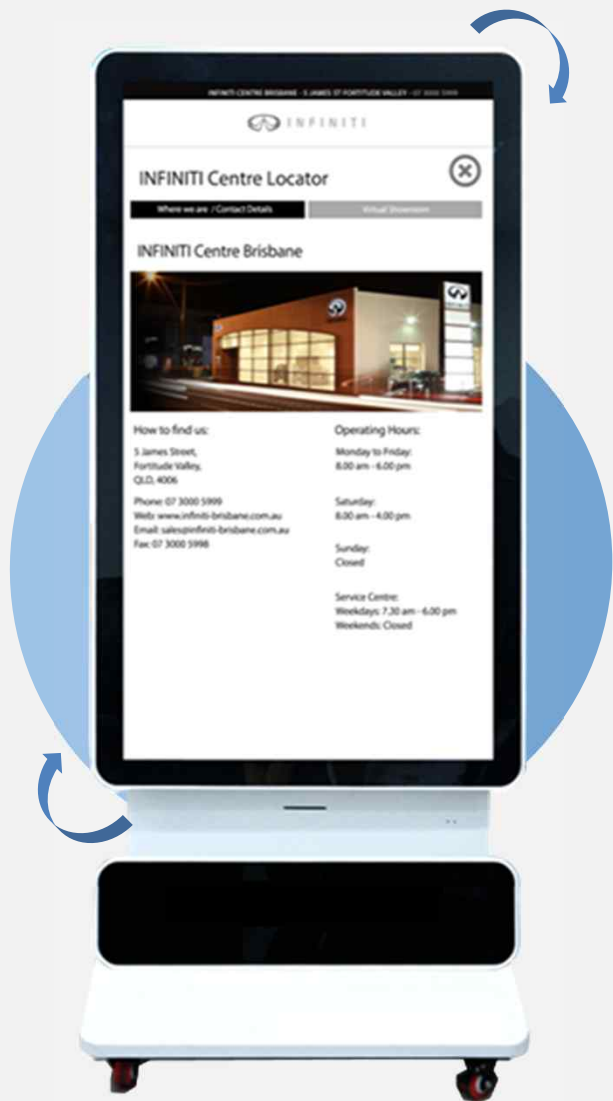 INFINITI CENTRE BRISBANE - 5 JAMES ST FORTITUDE VALLEY - 07 3000 5999
INFINITI
INFINITI Centre Locator
Where we are / Contact Details
Virtual Showroom
INFINITI Centre Brisbane
How to find us:
5 James Street,
Fortitude Valley,
QLD, 4006
Phone: 07 3000 5999
Web: www.infiniti-brisbane.com.au
Email: sales@infiniti-brisbane.com.au
Fax: 07 3000 5998
Operating Hours:
Monday to Friday:
8.00 am - 6.00 pm
Saturday:
8.00 am - 4.00 pm
Sunday:
Closed
Service Centre:
Weekdays: 7.30 am - 6.00 pm
Weekends: Closed